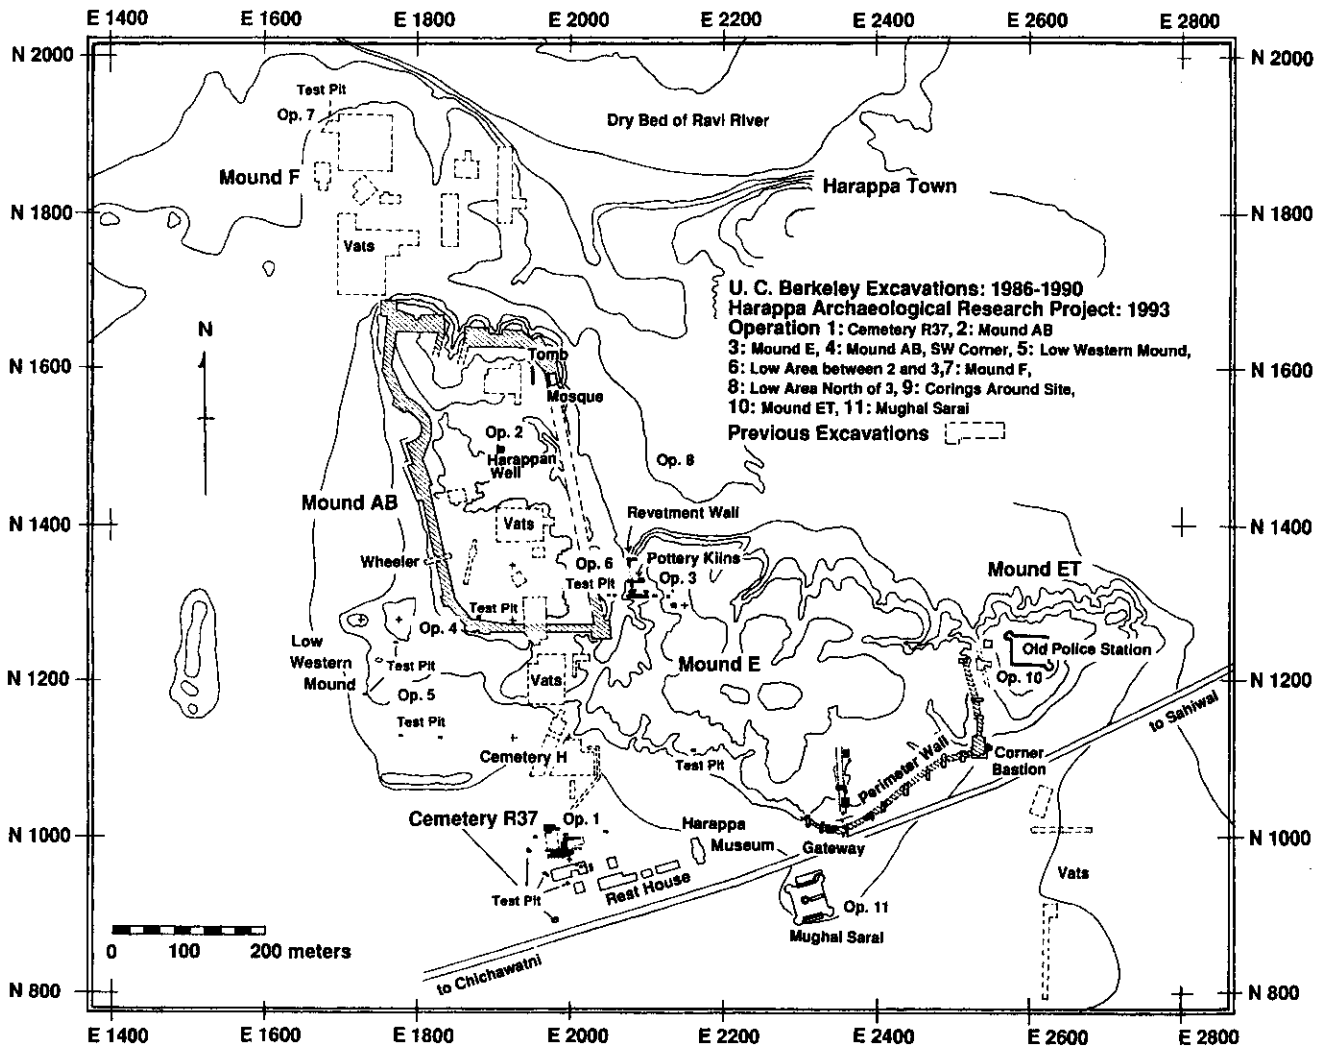 E 1400
E 1600
E 1800
E 2000
E 2200
E 2400
E 2600
E 2800
N 2000
N 2000
Test Pit
Op. 7
Dry Bed of Ravi River
Mound F
Harappa Town
N 1800
N 1800
Vats
U. C. Berkeley Excavations: 1986-1990
Harappa Archaeological Research Project: 1993
Operation 1: Cemetery R37, 2: Mound AB
3: Mound E, 4: Mound AB, SW Corner, 5: Low Western Mound,
6: Low Area between 2 and 3,7: Mound F,
8: Low Area North of 3, 9: Corings Around Site,
10: Mound ET, 11: Mughal Sarai
Previous Excavations
N
N 1600
N 1600
Tomb
Mosque
Op. 2
Harappan
Well
Op. 8
Mound AB
Revetment Wall
N 1400
N 1400
Vats
Wheeler
Op. 6
Pottery Kilns
Test Pit
Op. 3
Mound ET
Test Pit
Op. 4
Low
Western
Mound
Test Pit
Mound E
Old Police Station
N 1200
N 1200
Vats
Op. 10
Op. 5
Test Pit
to Sahiwal
Cemetery H
Test Pit
Perimeter Wall
Corner
Bastion
Cemetery R37
Op. 1
Harappa
Museum
Gateway
N 1000
N 1000
Vats
Test Pit
Rest House
Op. 11
Mughal Sarai
0 100 200 meters
to Chichawatni
N 800
N 800
E 1400
E 1600
E 1800
E 2000
E 2200
E 2400
E 2600
E 2800